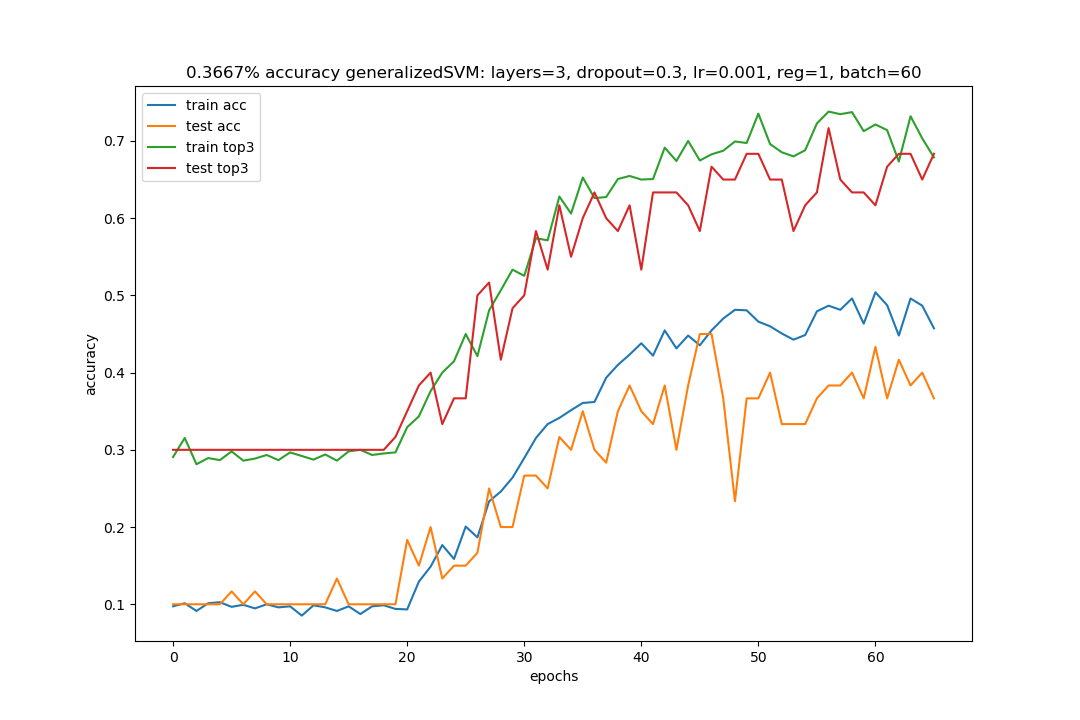 0.3667% accuracy generalizedSVM: layers=3, dropout=0.3, lr=0.001, reg=1, batch=60
train acc
test acc
train top3
test top3
0.7
0.6
0.5
0.4
0.3
0.2
0.1
accuracy
0 10 20 30 40 50 60
epochs